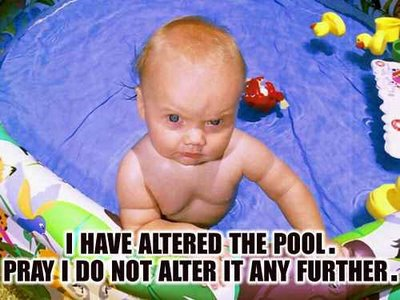 I HAVE ALTERED THE POOL.
PRAY I DO NOT ALTER IT ANY FURTHER.